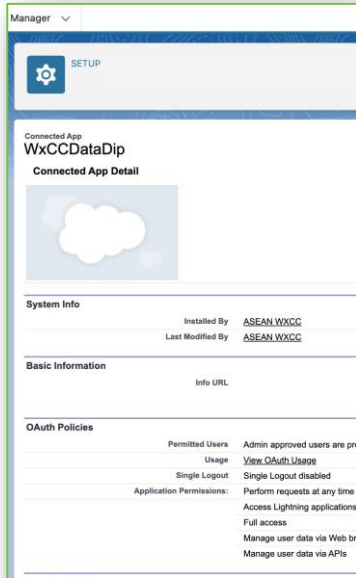 Manager
SETUP
Connected App
WxCCDataDip
Connected App Detail
System Info
Installed By ASEAN WXCC
Last Modified By ASEAN WXCC
Basic Information
Info URL
OAuth Policies
Permitted Users Admin approved users are pre
Usage View OAuth Usage
Single Logout Single Logout disabled
Application Permissions: Perform requests at any time
Access Lightning applications
Full access
Manage user data via Web br
Manage user data via APIs